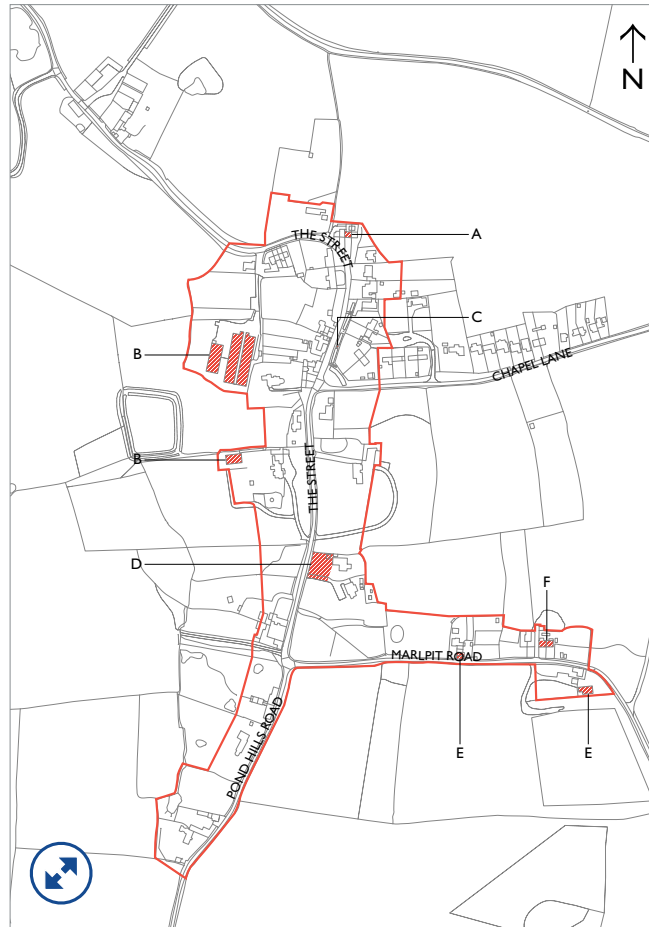 N
THE STREET
A
C
B
CHAPEL LANE
B
THE STREET
D
F
MARLPIT ROAD
E
E
POND HILLS ROAD